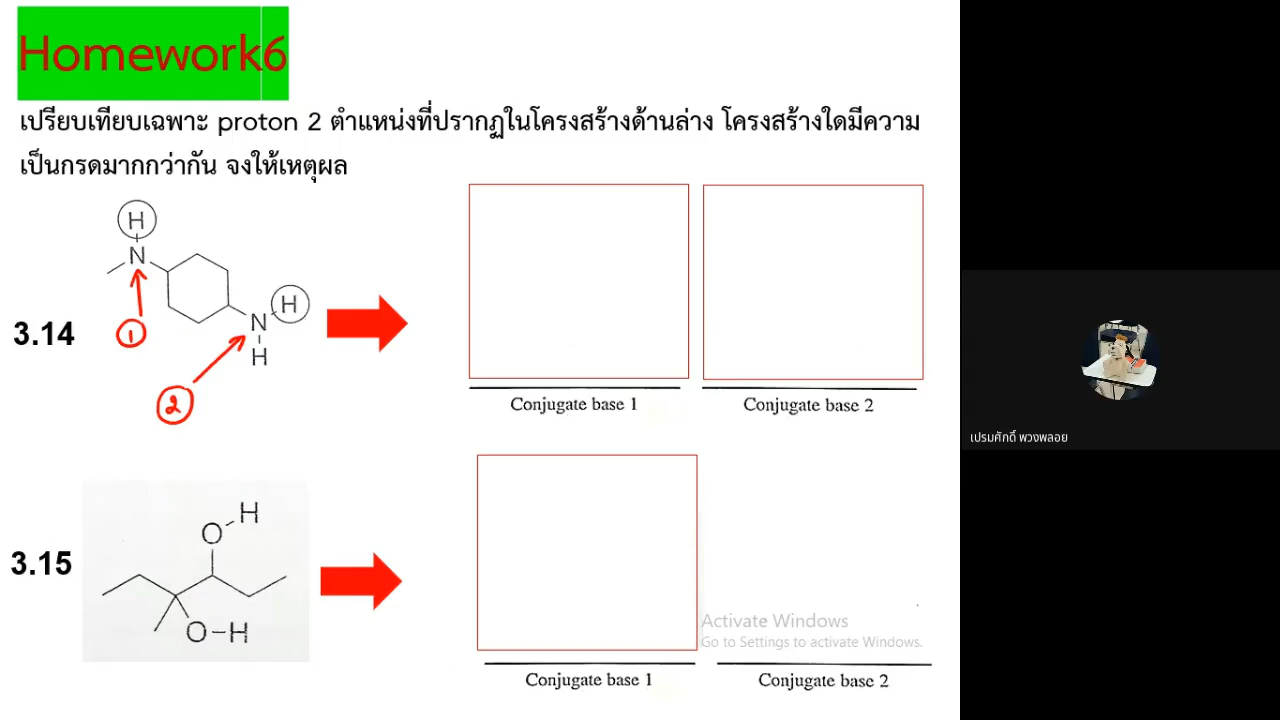 Homework6
เปรียบเทียบเฉพาะ proton 2 ตำแหน่งที่ปรากฏในโครงสร้างด้านล่าง โครงสร้างใดมีความ
เป็นกรดมากกว่ากัน จงให้เหตุผล
H
N
H
N
H
1
2
3.14
Conjugate base 1
Conjugate base 2
เปรมศักดิ์ พวงพลอย
3.15
O
H
O-H
Activate Windows
Go to Settings to activate Windows.
Conjugate base 1
Conjugate base 2